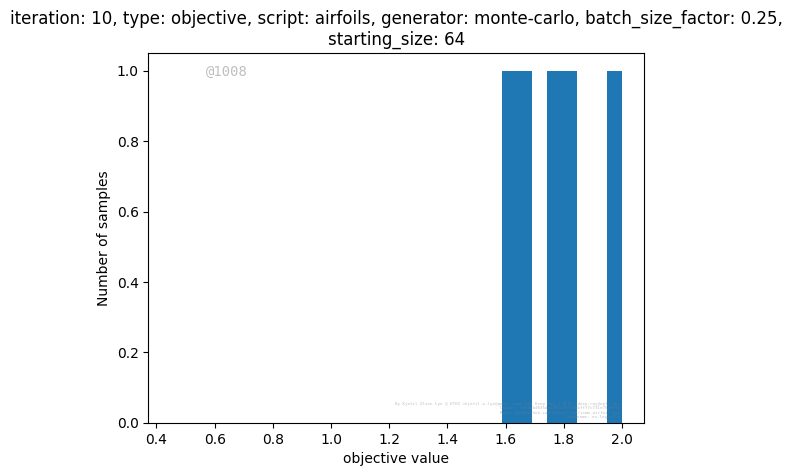 iteration: 10, type: objective, script: airfoils, generator: monte-carlo, batch_size_factor: 0.25,
starting_size: 64
@1008
1.0
0.8
0.6
0.4
0.2
0.0
Number of samples
0.4 0.6 0.8 1.0 1.2 1.4 1.6 1.8 2.0
objective value